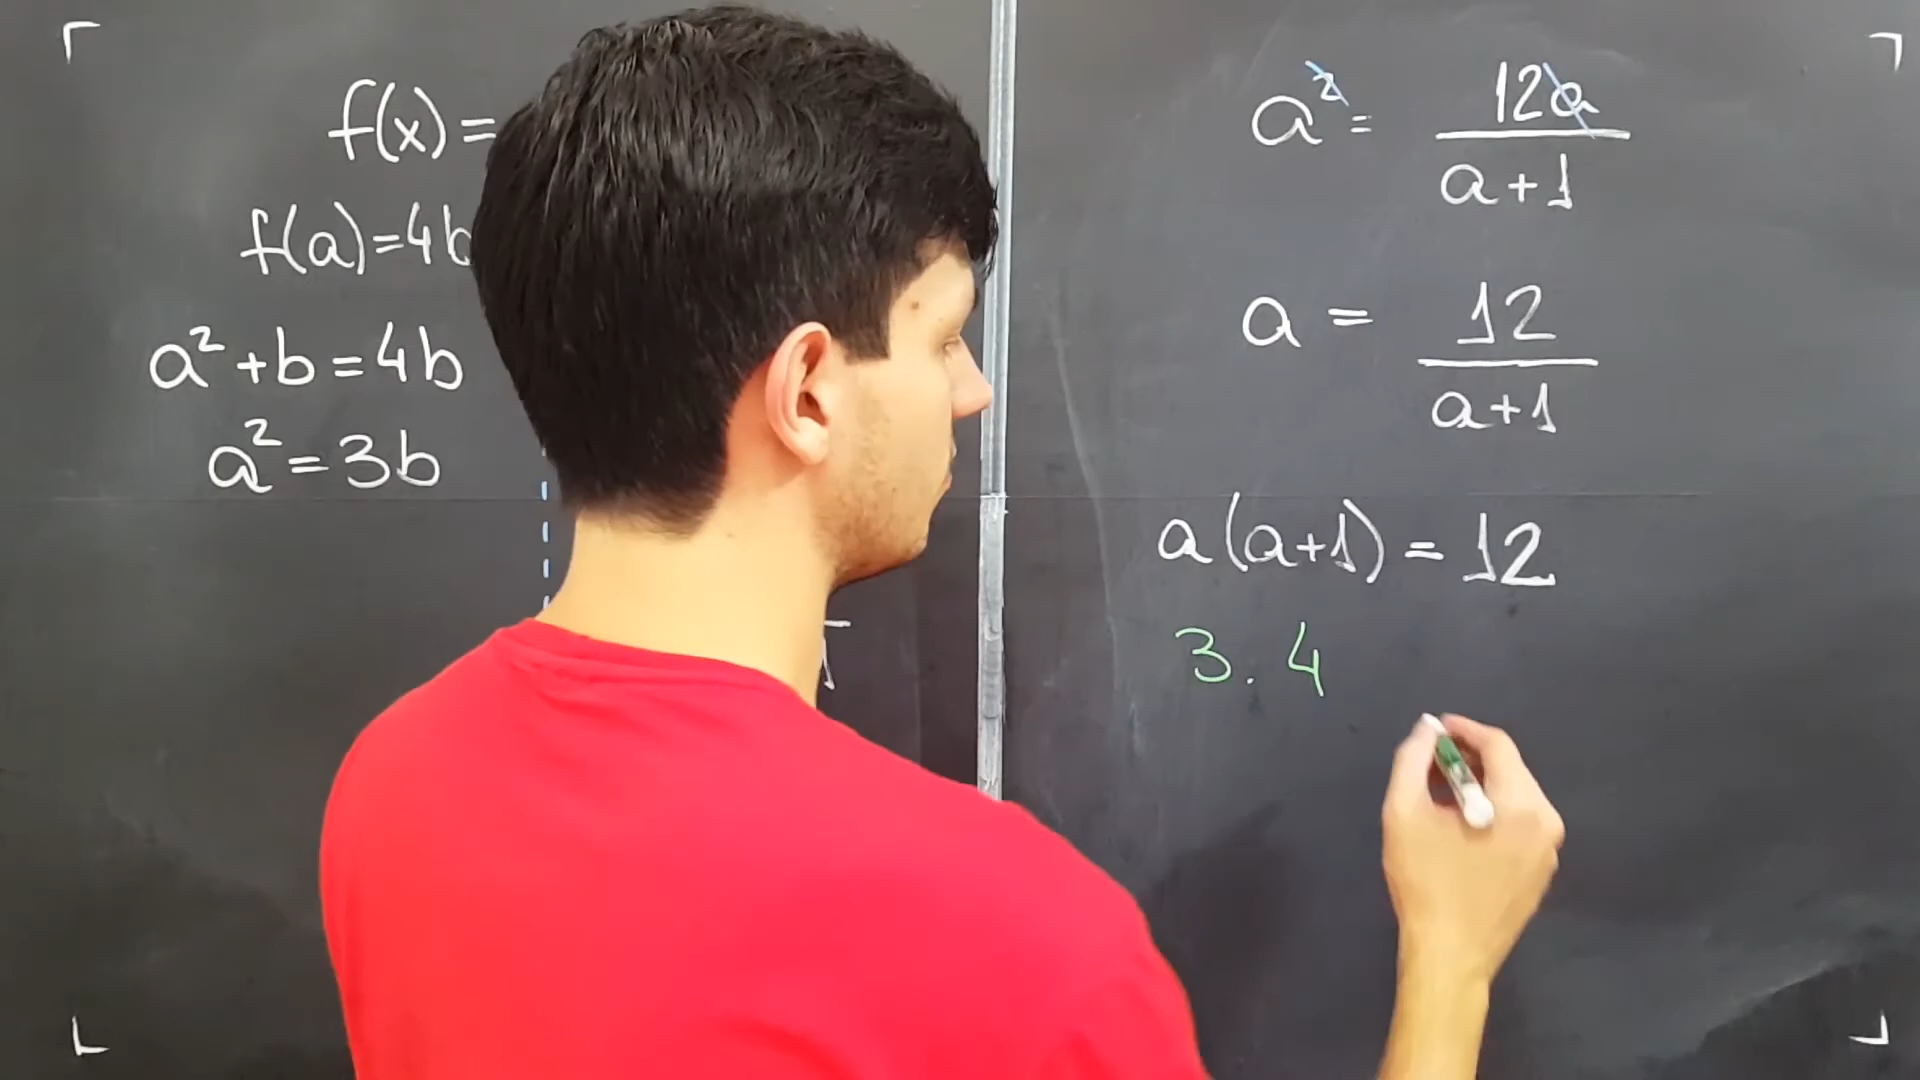 f(x)=
f(a)=4b
a²+b=4b
a²=3b
a²= 12a
a+1
a = 12
a+1
a(a+1)=12
3.4